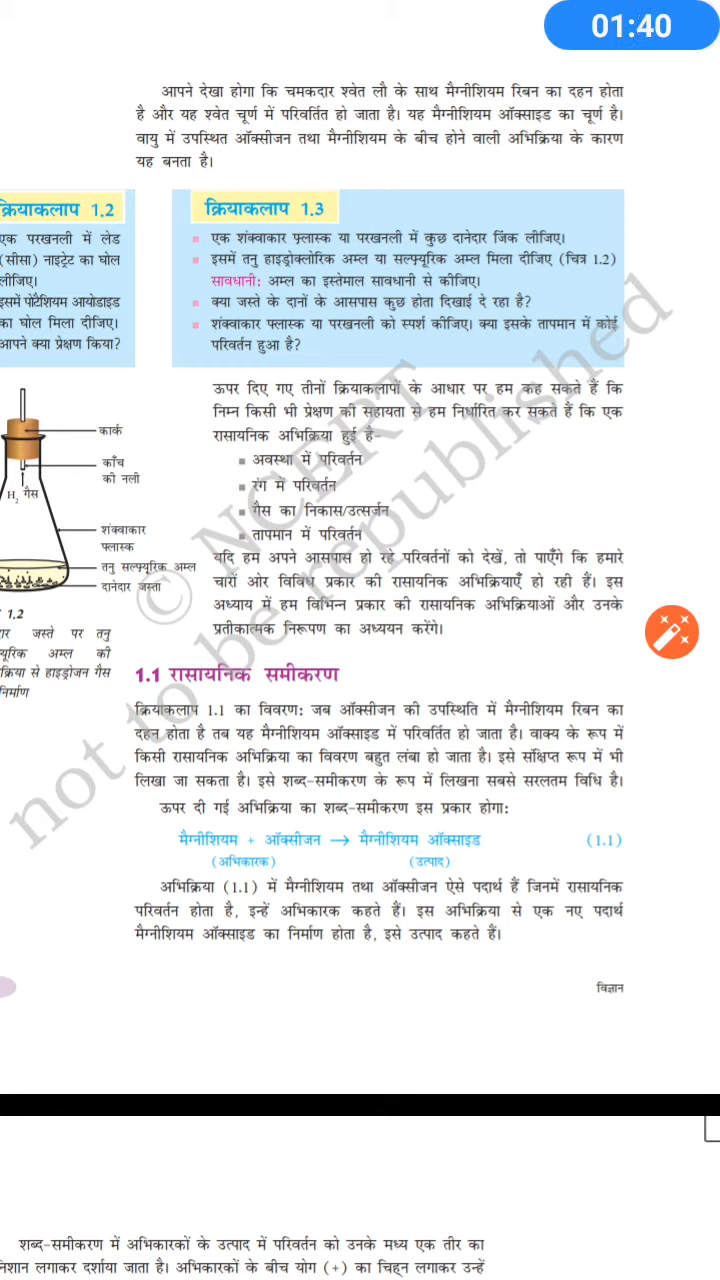 01:40
आपने देखा होगा कि चमकदार श्वेत लौ के साथ मैग्नीशियम रिबन का दहन होता
है और यह श्वेत चूर्ण में परिवर्तित हो जाता है। यह मैग्नीशियम ऑक्साइड का चूर्ण है।
वायु में उपस्थित ऑक्सीजन तथा मैग्नीशियम के बीच होने वाली अभिक्रिया के कारण
यह बनता है।
क्रियाकलाप 1.2
एक परखनली में लेड
(सीसा) नाइट्रेट का घोल
लीजिए।
इसमें पोटैशियम आयोडाइड
का घोल मिला दीजिए।
आपने क्या प्रेक्षण किया?
क्रियाकलाप 1.3
एक शंक्वाकार फ़्लास्क या परखनली में कुछ दानेदार जिंक लीजिए।
इसमें तनु हाइड्रोक्लोरिक अम्ल या सल्फ़्यूरिक अम्ल मिला दीजिए (चित्र 1.2)
सावधानी: अम्ल का इस्तेमाल सावधानी से कीजिए।
क्या जस्ते के दानों के आसपास कुछ होता दिखाई दे रहा है?
शंक्वाकार फ्लास्क या परखनली को स्पर्श कीजिए। क्या इसके तापमान में कोई
परिवर्तन हुआ है?
कार्क
काँच
की नली
H₂ गैस
शंक्वाकार
फ्लास्क
तनु सल्फ़्यूरिक अम्ल
दानेदार जस्ता
1.2
जस्ते पर तनु
अम्ल की
क्रिया से हाइड्रोजन गैस
निर्माण
ऊपर दिए गए तीनों क्रियाकलापों के आधार पर हम कह सकते हैं कि
निम्न किसी भी प्रेक्षण की सहायता से हम निर्धारित कर सकते हैं कि एक
रासायनिक अभिक्रिया हुई है–
अवस्था में परिवर्तन
रंग में परिवर्तन
गैस का निकास/उत्सर्जन
तापमान में परिवर्तन
यदि हम अपने आसपास हो रहे परिवर्तनों को देखें, तो पाएँगे कि हमारे
चारों ओर विविध प्रकार की रासायनिक अभिक्रियाएँ हो रही हैं। इस
अध्याय में हम विभिन्न प्रकार की रासायनिक अभिक्रियाओं और उनके
प्रतीकात्मक निरूपण का अध्ययन करेंगे।
1.1 रासायनिक समीकरण
क्रियाकलाप 1.1 का विवरण: जब ऑक्सीजन की उपस्थिति में मैग्नीशियम रिबन का
दहन होता है तब यह मैग्नीशियम ऑक्साइड में परिवर्तित हो जाता है। वाक्य के रूप में
किसी रासायनिक अभिक्रिया का विवरण बहुत लंबा हो जाता है। इसे संक्षिप्त रूप में भी
लिखा जा सकता है। इसे शब्द-समीकरण के रूप में लिखना सबसे सरलतम विधि है।
ऊपर दी गई अभिक्रिया का शब्द-समीकरण इस प्रकार होगा:
मैग्नीशियम + ऑक्सीजन → मैग्नीशियम ऑक्साइड (1.1)
(अभिकारक) (उत्पाद)
अभिक्रिया (1.1) में मैग्नीशियम तथा ऑक्सीजन ऐसे पदार्थ हैं जिनमें रासायनिक
परिवर्तन होता है, इन्हें अभिकारक कहते हैं। इस अभिक्रिया से एक नए पदार्थ
मैग्नीशियम ऑक्साइड का निर्माण होता है, इसे उत्पाद कहते हैं।
विज्ञान
© NCERT
not to be republished
शब्द-समीकरण में अभिकारकों के उत्पाद में परिवर्तन को उनके मध्य एक तीर का
निशान लगाकर दर्शाया जाता है। अभिकारकों के बीच योग (+) का चिह्न लगाकर उन्हें